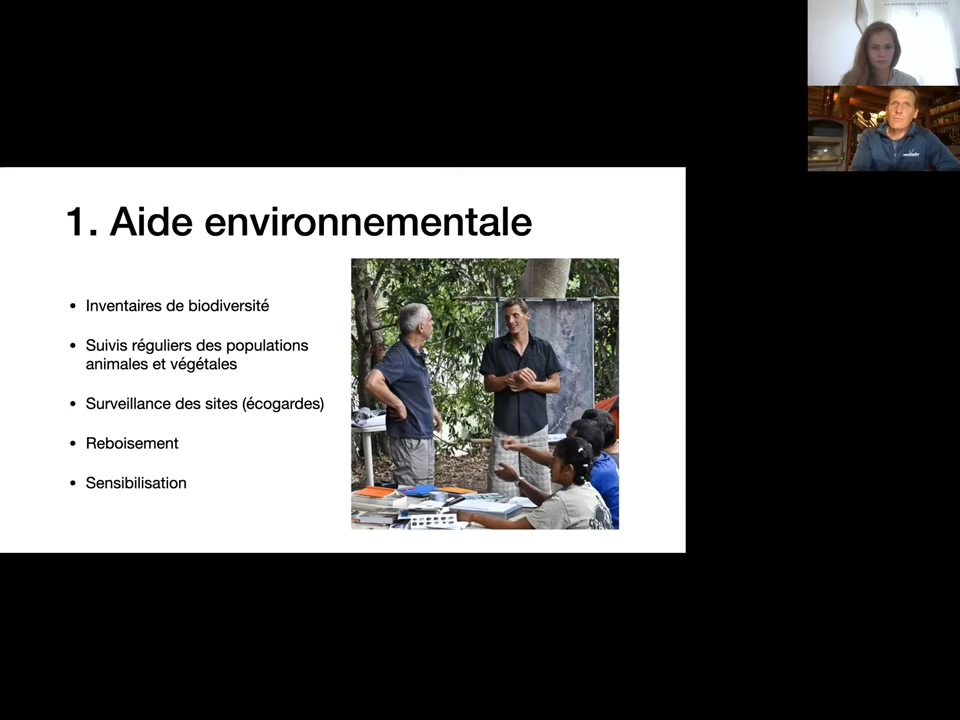 1. Aide environnementale
• Inventaires de biodiversité
• Suivis réguliers des populations
animales et végétales
• Surveillance des sites (écogardes)
• Reboisement
• Sensibilisation